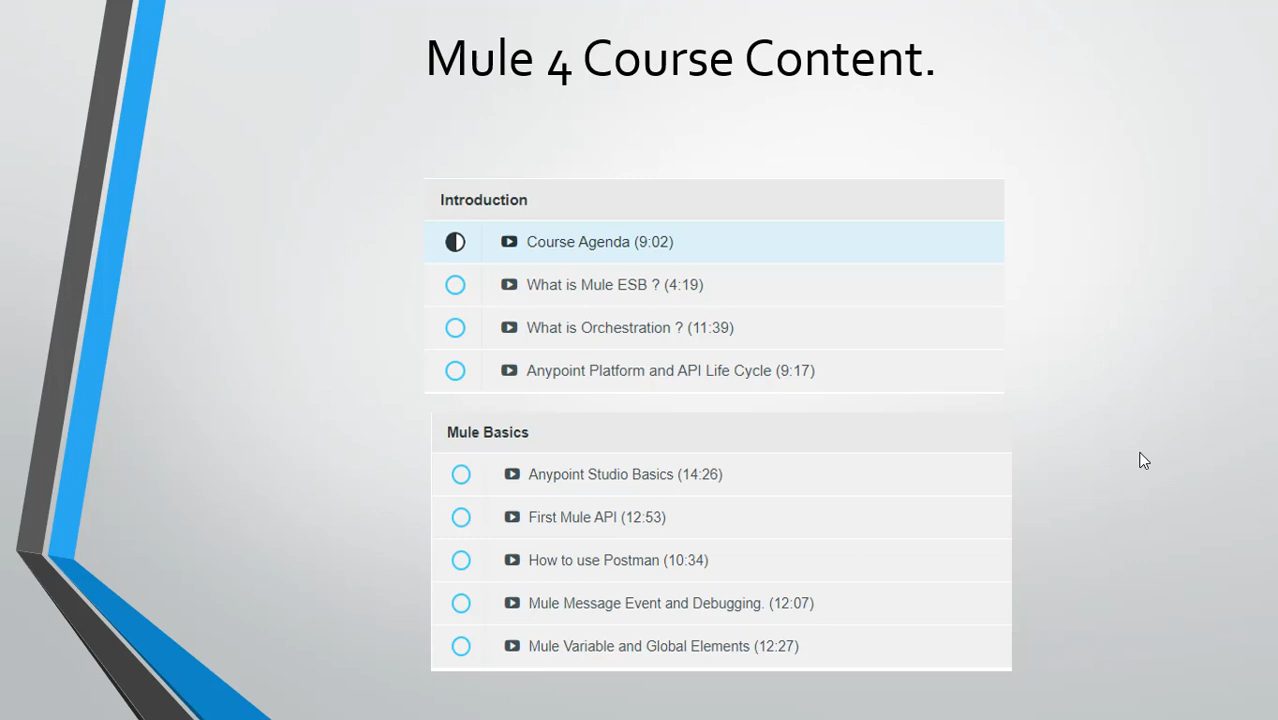 Mule 4 Course Content.
Introduction
Course Agenda (9:02)
What is Mule ESB ? (4:19)
What is Orchestration ? (11:39)
Anypoint Platform and API Life Cycle (9:17)
Mule Basics
Anypoint Studio Basics (14:26)
First Mule API (12:53)
How to use Postman (10:34)
Mule Message Event and Debugging. (12:07)
Mule Variable and Global Elements (12:27)